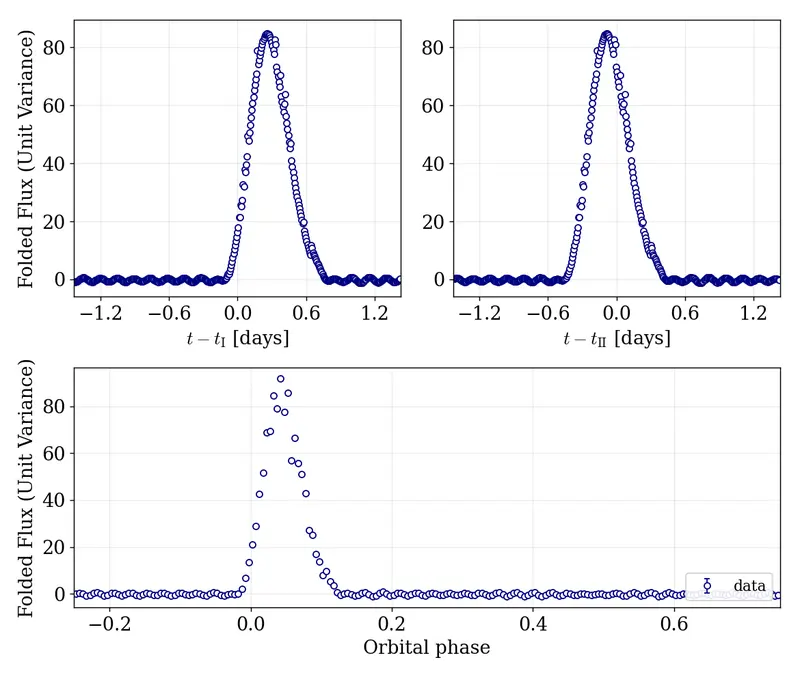 Folded Flux (Unit Variance)
80
60
40
20
0
−1.2 −0.6 0.0 0.6 1.2
t − tI [days]
80
60
40
20
0
−1.2 −0.6 0.0 0.6 1.2
t − tII [days]
Folded Flux (Unit Variance)
80
60
40
20
0
−0.2 0.0 0.2 0.4 0.6
Orbital phase
data